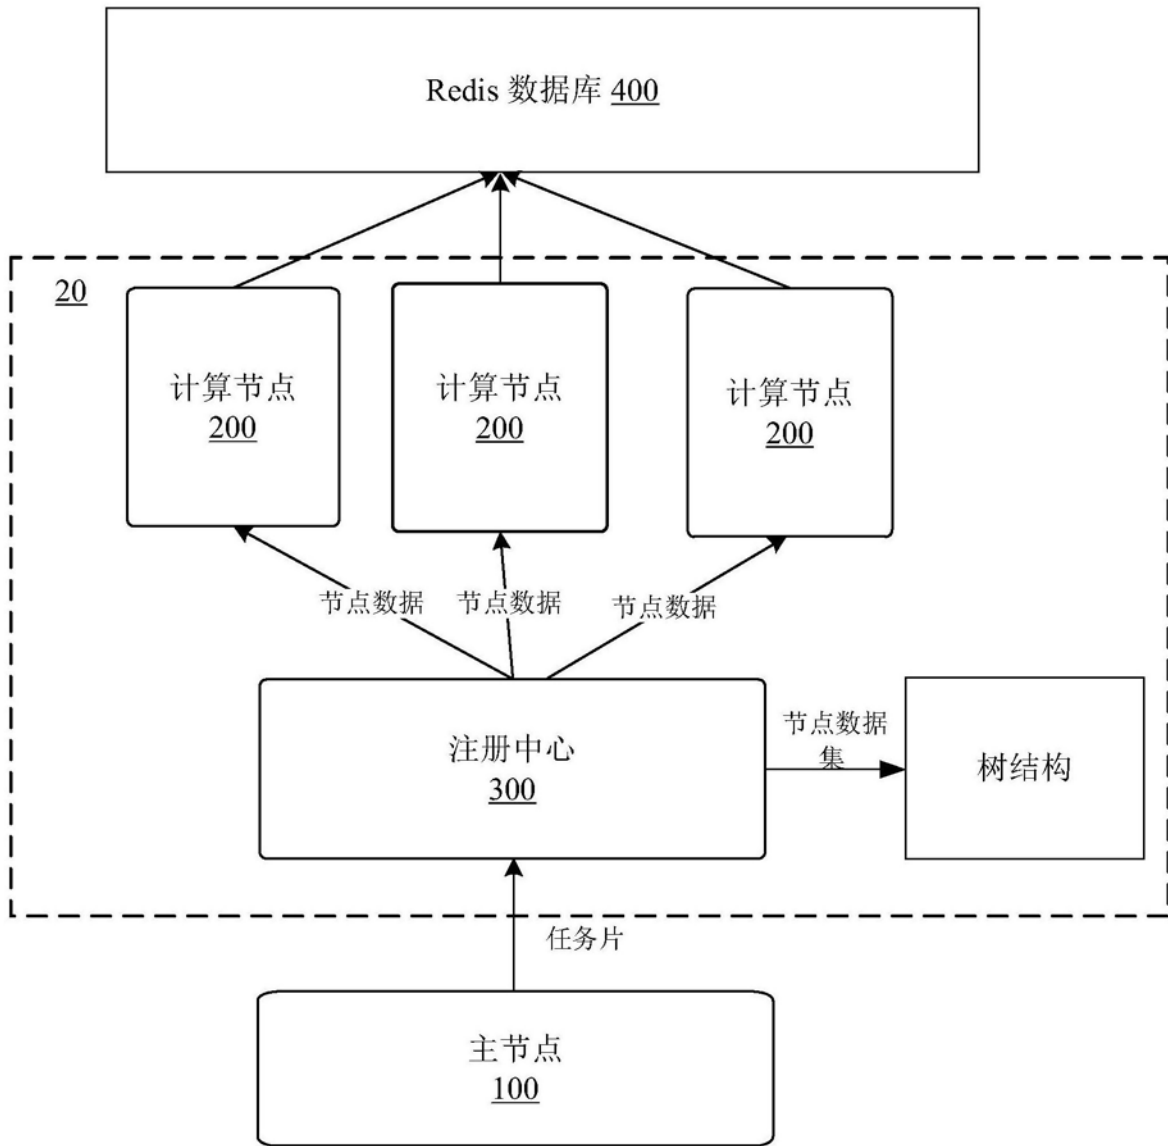 Redis 数据库 400
20
计算节点
200
计算节点
200
计算节点
200
节点数据
节点数据
节点数据
注册中心
300
节点数据
集
树结构
任务片
主节点
100